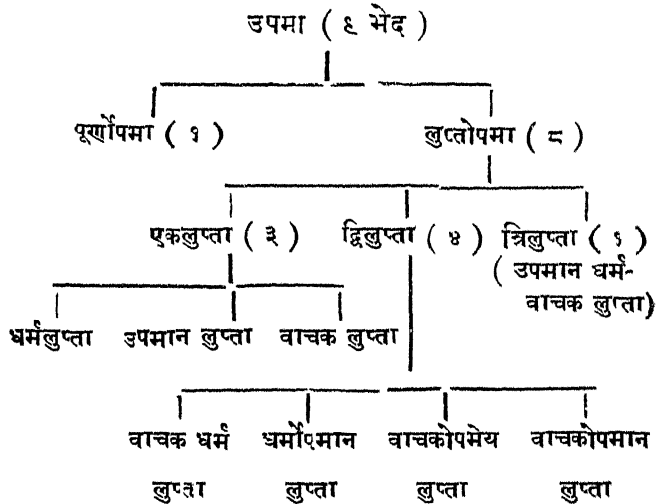 उपमा ( ९ भेद )
पूर्णोपमा ( १ ) लुप्तोपमा ( ८ )
एकलुप्ता ( ३ ) द्विलुप्ता ( ४ ) त्रिलुप्ता ( १ )
( उपमान धर्म-
वाचक लुप्ता)
धर्मलुप्ता उपमान लुप्ता वाचक लुप्ता
वाचक धर्म धर्मोपमान वाचकोपमेय वाचकोपमान
लुप्ता लुप्ता लुप्ता लुप्ता